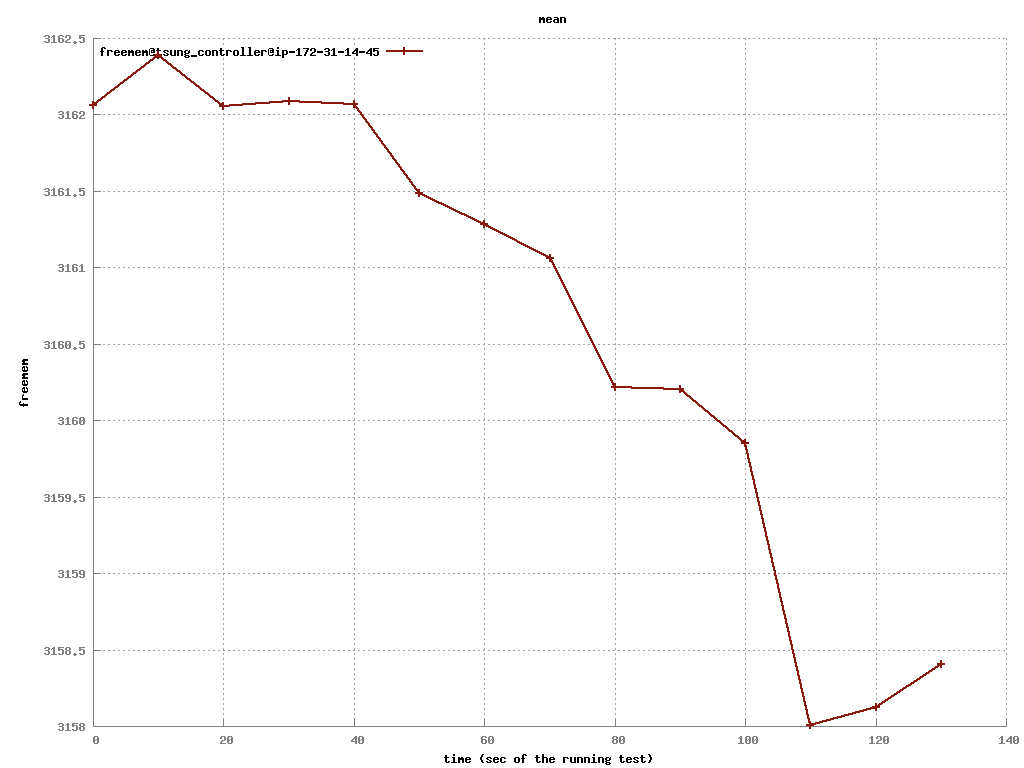 mean
freemem@tsung_controller@ip-172-31-14-45
3162.5
3162
3161.5
3161
3160.5
3160
3159.5
3159
3158.5
3158
freemem
0 20 40 60 80 100 120 140
time (sec of the running test)